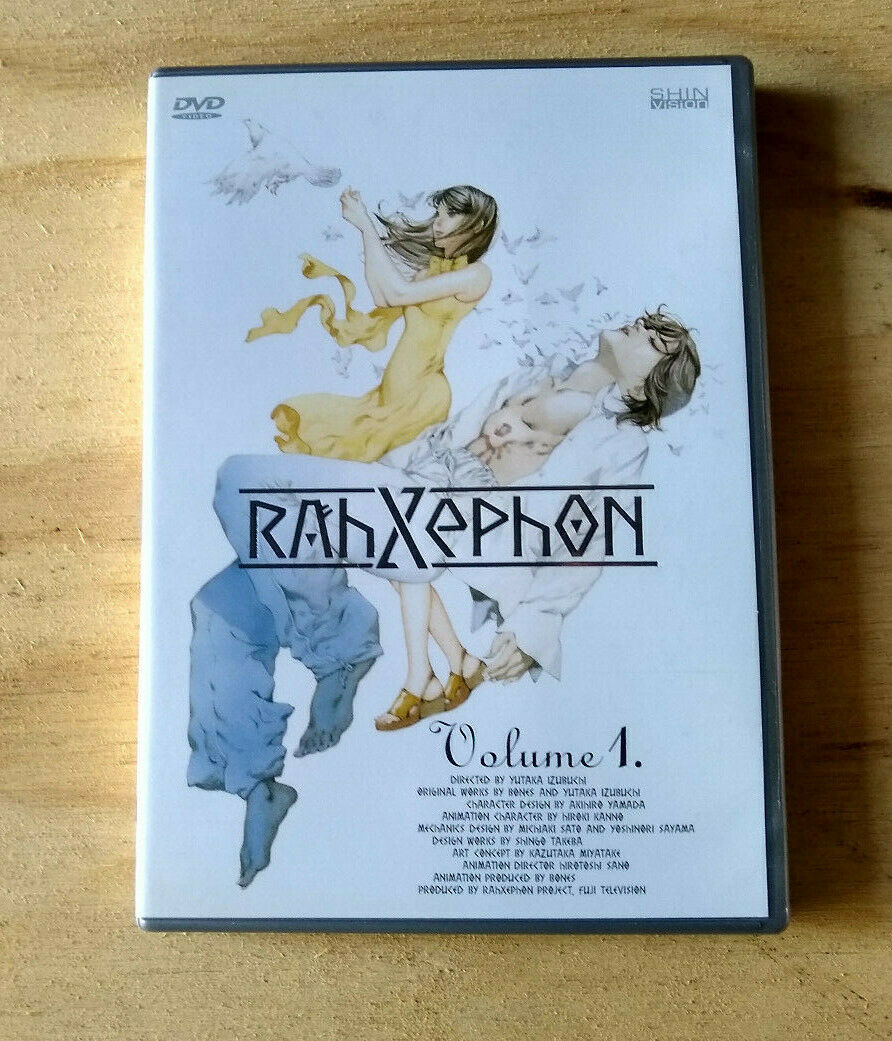 DVD
VIDEO
SHIN
VISION
RAhXePhON
Volume 1.
DIRECTED BY YUTAKA IZUBUCHI
ORIGINAL WORKS BY BONES AND YUTAKA IZUBUCHI
CHARACTER DESIGN BY AKIHIRO YAMADA
ANIMATION CHARACTER BY HIROKI KANNO
MECHANICS DESIGN BY MICHIAKI SATO AND YOSHINORI SAYAMA
DESIGN WORKS BY SHINGO TAKEBA
ART CONCEPT BY KAZUTAKA MIYATAKE
ANIMATION DIRECTOR HIROTOSHI SANO
ANIMATION PRODUCED BY BONES
PRODUCED BY RAHXEPHON PROJECT, FUJI TELEVISION